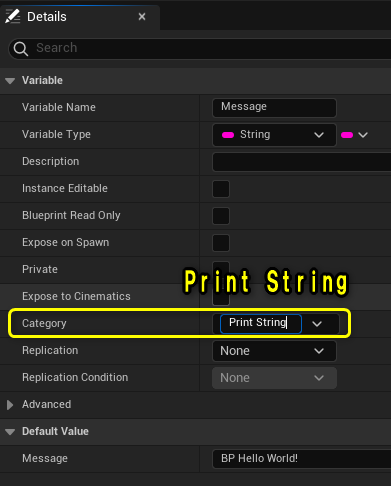 Details ×
Search
Variable
Variable Name Message
Variable Type String
Description
Instance Editable
Blueprint Read Only
Expose on Spawn
Private
Print String
Expose to Cinematics
Category Print String
Replication None
Replication Condition None
Advanced
Default Value
Message BP Hello World!